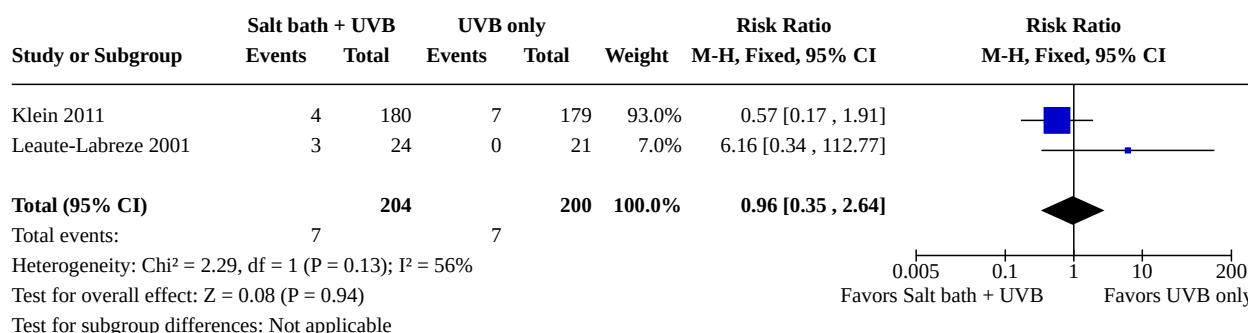 Salt bath + UVB UVB only Risk Ratio Risk Ratio
Study or Subgroup Events Total Events Total Weight M-H, Fixed, 95% CI M-H, Fixed, 95% CI
Klein 2011 4 180 7 179 93.0% 0.57 [0.17 , 1.91]
Leaute-Labreze 2001 3 24 0 21 7.0% 6.16 [0.34 , 112.77]
Total (95% CI) 204 200 100.0% 0.96 [0.35 , 2.64]
Total events: 7 7
Heterogeneity: Chi² = 2.29, df = 1 (P = 0.13); I² = 56%
0.005 0.1 1 10 200
Test for overall effect: Z = 0.08 (P = 0.94) Favors Salt bath + UVB Favors UVB only
Test for subgroup differences: Not applicable